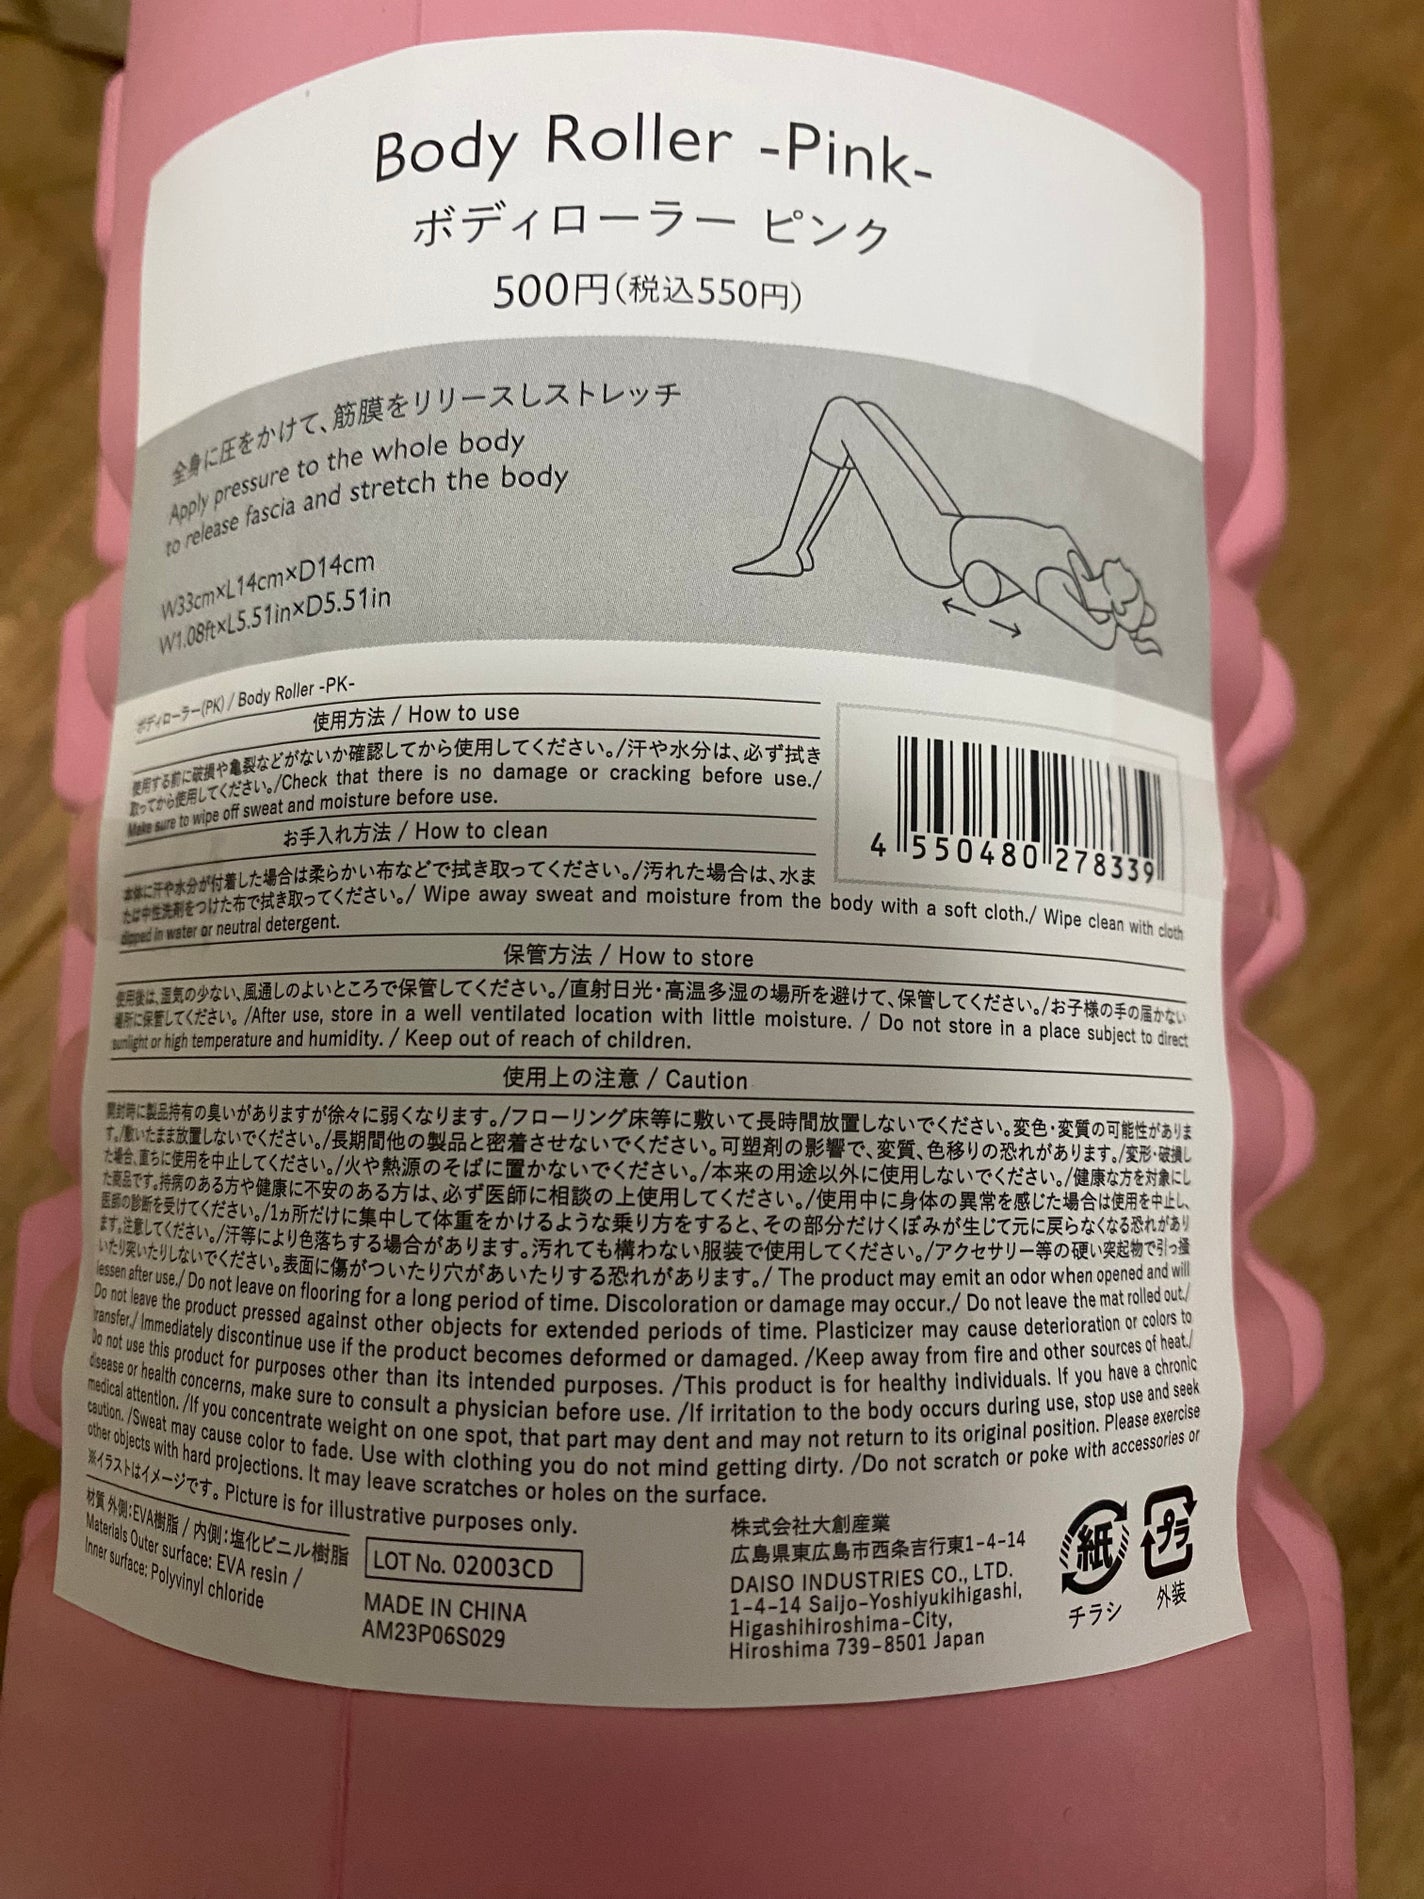 Body Roller -Pink-
ボディローラー ピンク
500円(税込550円)
全身に圧をかけて、筋膜をリリースしストレッチ
Apply pressure to the whole body
to release fascia and stretch the body
W33cm×L14cm×D14cm
W1.08ft×L5.51in×D5.51in
ボディローラー(PK) / Body Roller -PK-
使用方法 / How to use
使用する前に破損や亀裂などがないか確認してから使用してください。/汗や水分は、必ず拭き
取ってから使用してください。/Check that there is no damage or cracking before use./
Make sure to wipe off sweat and moisture before use.
4 550480 278339
お手入れ方法 / How to clean
本体に汗や水分が付着した場合は柔らかい布などで拭き取ってください。/汚れた場合は、水ま
たは中性洗剤をつけた布で拭き取ってください。/ Wipe away sweat and moisture from the body with a soft cloth./ Wipe clean with cloth
dipped in water or neutral detergent.
保管方法 / How to store
使用後は、湿気の少ない、風通しのよいところで保管してください。/直射日光・高温多湿の場所を避けて、保管してください。/お子様の手の届かない
場所に保管してください。 /After use, store in a well ventilated location with little moisture. / Do not store in a place subject to direct
sunlight or high temperature and humidity. / Keep out of reach of children.
使用上の注意 / Caution
開封時に製品持有の臭いがありますが徐々に弱くなります。/フローリング床等に敷いて長時間放置しないでください。変色・変質の可能性がありま
す。/敷いたまま放置しないでください。/長期間他の製品と密着させないでください。可塑剤の影響で、変質、色移りの恐れがあります。/変形・破損し
た場合、直ちに使用を中止してください。/火や熱源のそばに置かないでください。/本来の用途以外に使用しないでください。/健康な方を対象にし
た商品です。持病のある方や健康に不安のある方は、必ず医師に相談の上使用してください。/使用中に身体の異常を感じた場合は使用を中止し、
医師の診断を受けてください。/1ヵ所だけに集中して体重をかけるような乗り方をすると、その部分だけくぼみが生じて元に戻らなくなる恐れがあり
ます。注意してください。/汗等により色落ちする場合があります。汚れても構わない服装で使用してください。/アクセサリー等の硬い突起物で引っ掻
いたり突いたりしないでください。表面に傷がついたり穴があいたりする恐れがあります。/ The product may emit an odor when opened and will
lessen after use./ Do not leave on flooring for a long period of time. Discoloration or damage may occur./ Do not leave the mat rolled out./
Do not leave the product pressed against other objects for extended periods of time. Plasticizer may cause deterioration or colors to
transfer./ Immediately discontinue use if the product becomes deformed or damaged. /Keep away from fire and other sources of heat./
Do not use this product for purposes other than its intended purposes. /This product is for healthy individuals. If you have a chronic
disease or health concerns, make sure to consult a physician before use. /If irritation to the body occurs during use, stop use and seek
medical attention. /If you concentrate weight on one spot, that part may dent and may not return to its original position. Please exercise
caution. /Sweat may cause color to fade. Use with clothing you do not mind getting dirty. /Do not scratch or poke with accessories or
other objects with hard projections. It may leave scratches or holes on the surface.
※イラストはイメージです。 Picture is for illustrative purposes only.
材質 外側:EVA樹脂 / 内側:塩化ビニル樹脂
Materials Outer surface: EVA resin /
Inner surface: Polyvinyl chloride
LOT No. 02003CD
MADE IN CHINA
AM23P06S029
株式会社大創産業
広島県東広島市西条吉行東1-4-14
DAISO INDUSTRIES CO., LTD.
1-4-14 Saijo-Yoshiyukihigashi,
Higashihiroshima-City,
Hiroshima 739-8501 Japan
紙
チラシ
プラ
外装